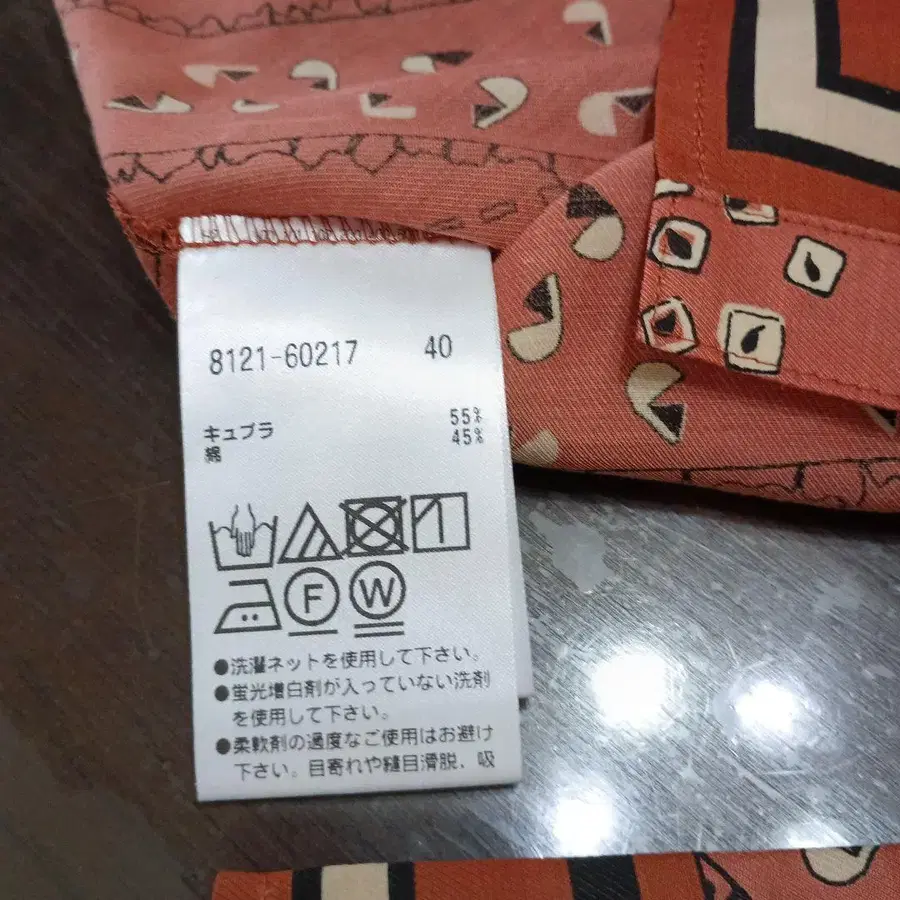 8121-60217 40
キュプラ 55%
綿 45%
F W
●洗濯ネットを使用して下さい。
●蛍光増白剤が入っていない洗剤
を使用して下さい。
●柔軟剤の過度なご使用はお避け
下さい。目寄れや縫目滑脱、吸